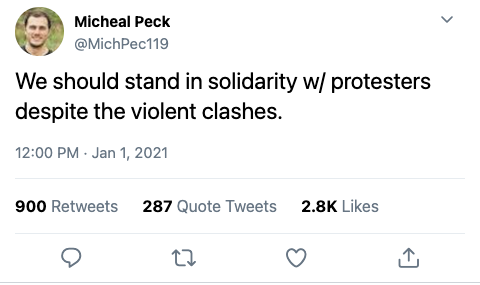 Micheal Peck
@MichPec119
We should stand in solidarity w/ protesters
despite the violent clashes.
12:00 PM · Jan 1, 2021
900 Retweets 287 Quote Tweets 2.8K Likes